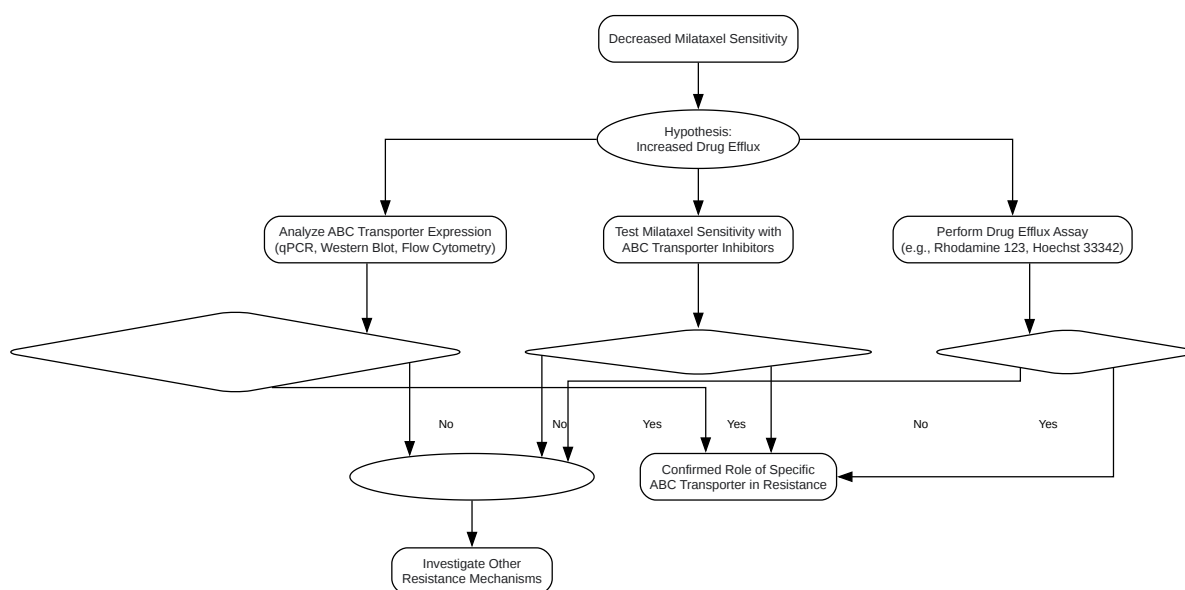 Decreased Milataxel Sensitivity
Hypothesis:
Increased Drug Efflux
Analyze ABC Transporter Expression
(qPCR, Western Blot, Flow Cytometry)
Test Milataxel Sensitivity with
ABC Transporter Inhibitors
Perform Drug Efflux Assay
(e.g., Rhodamine 123, Hoechst 33342)
No
No
Yes
Yes
No
Yes
Confirmed Role of Specific
ABC Transporter in Resistance
Investigate Other
Resistance Mechanisms